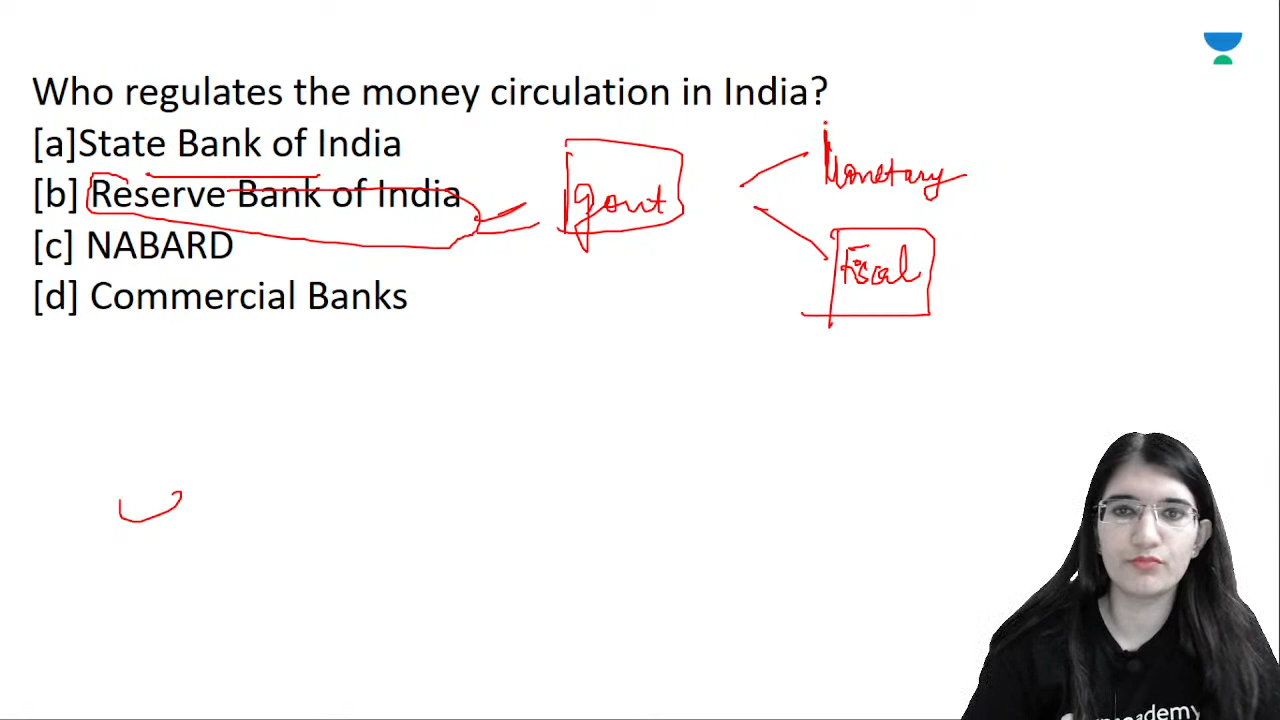 Who regulates the money circulation in India?
[a]State Bank of India
[b] Reserve Bank of India
[c] NABARD
[d] Commercial Banks
govt
Monetary
Fiscal